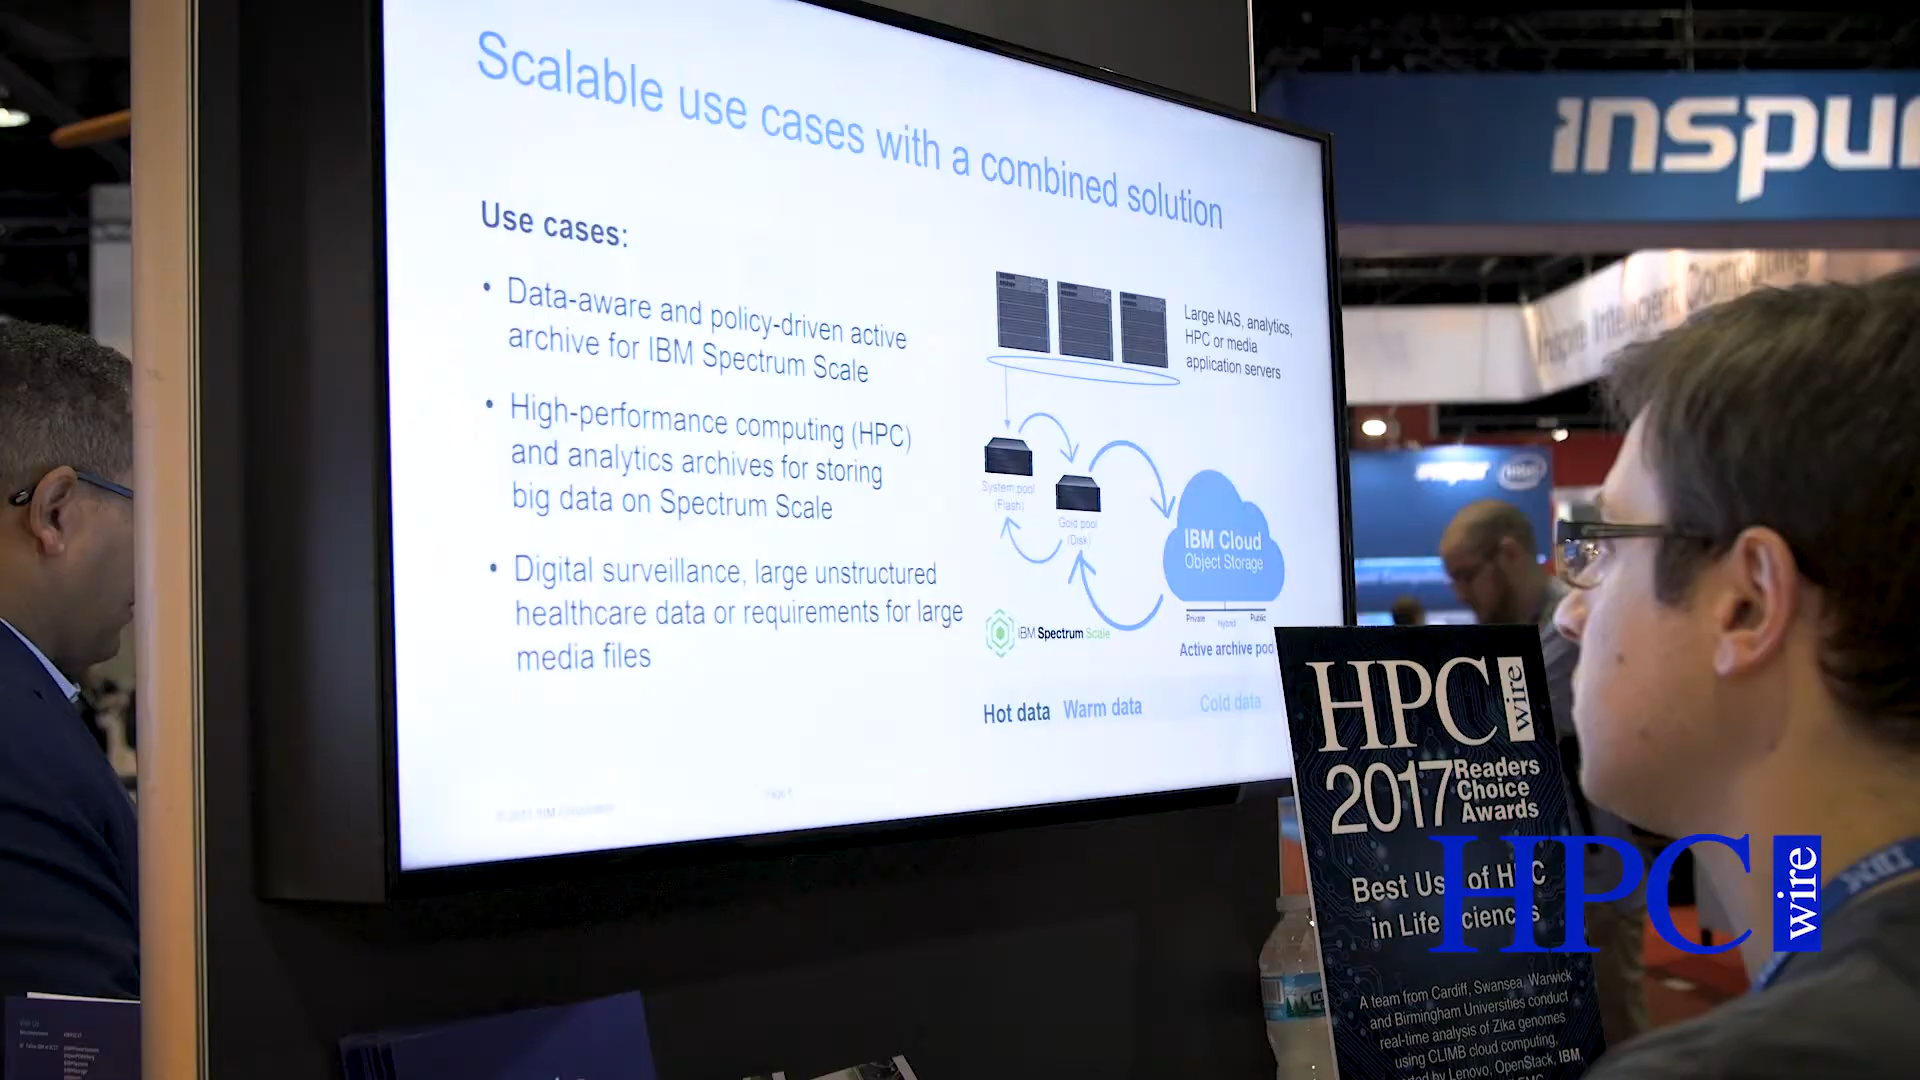 Scalable use cases with a combined solution
Use cases:
• Data-aware and policy-driven active
archive for IBM Spectrum Scale
• High-performance computing (HPC)
and analytics archives for storing
big data on Spectrum Scale
• Digital surveillance, large unstructured
healthcare data or requirements for large
media files
Large NAS, analytics,
HPC or media
application servers
System pool
(Flash)
Gold pool
(Disk)
IBM Cloud
Object Storage
Private Hybrid Public
IBM Spectrum Scale
Active archive poo
Hot data Warm data Cold data
inspur
Inspire Intelligent Computing
inspur
HPC wire
2017 Readers
Choice
Awards
Best Us of H C
in Life cienc s
A team from Cardiff, Swansea, Warwick
and Birmingham Universities conduct
real-time analysis of Zika genomes
using CLIMB cloud computing,
by Lenovo, OpenStack, IBM,
HPC wire
IBM